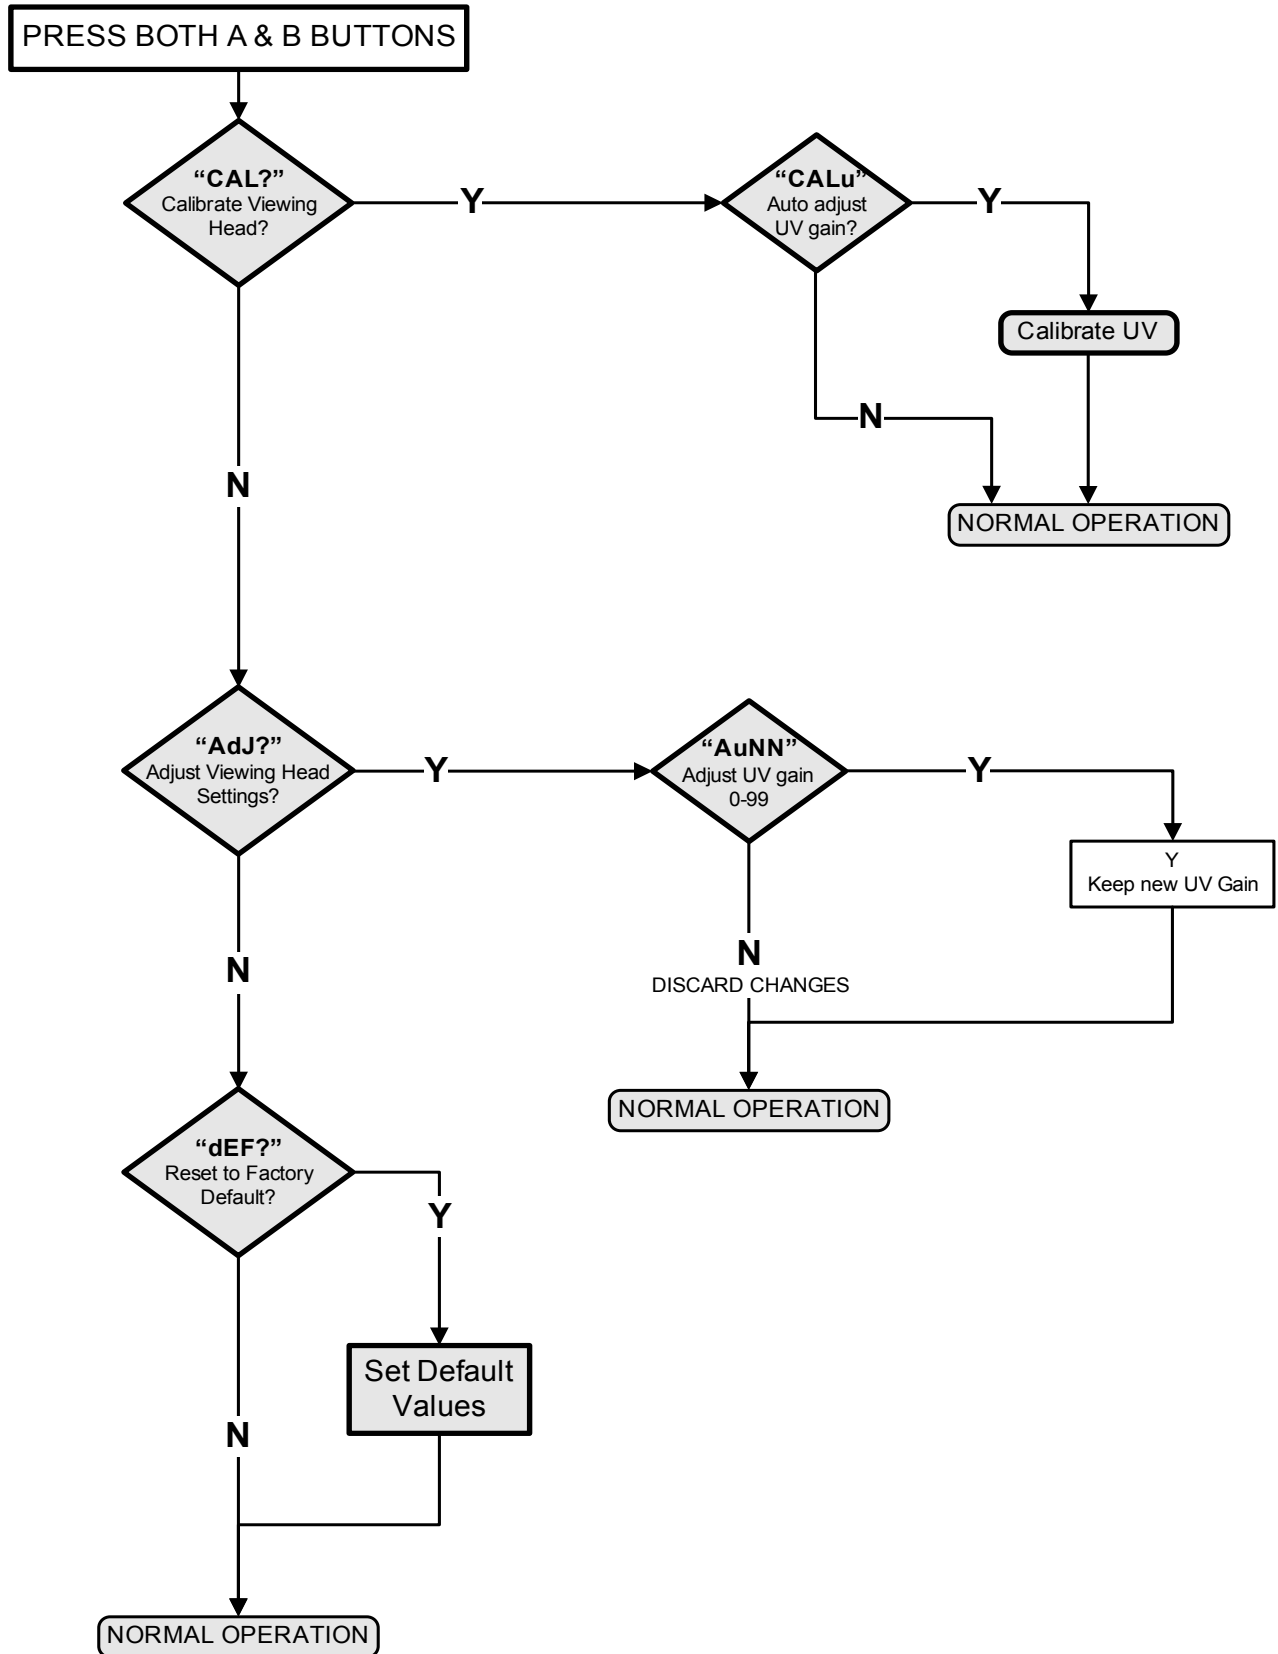 PRESS BOTH A & B BUTTONS
“CAL?”
Calibrate Viewing
Head?
Y
“CALu”
Auto adjust
UV gain?
Y
Calibrate UV
N
NORMAL OPERATION
N
“AdJ?”
Adjust Viewing Head
Settings?
Y
“AuNN”
Adjust UV gain
0-99
Y
Y
Keep new UV Gain
N
DISCARD CHANGES
NORMAL OPERATION
N
“dEF?”
Reset to Factory
Default?
Y
Set Default
Values
N
NORMAL OPERATION